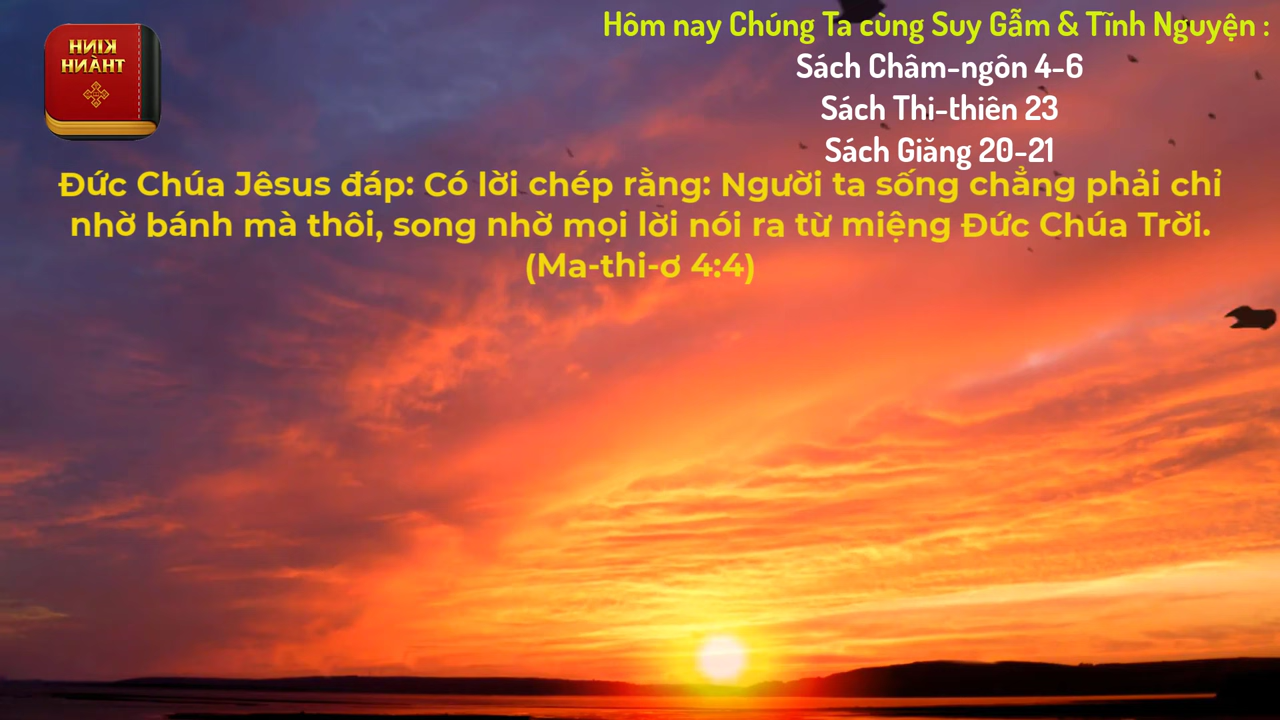 KINH
THÁNH
Hôm nay Chúng Ta cùng Suy Gẫm & Tĩnh Nguyện :
Sách Châm-ngôn 4-6
Sách Thi-thiên 23
Sách Giăng 20-21
Đức Chúa Jêsus đáp: Có lời chép rằng: Người ta sống chẳng phải chỉ
nhờ bánh mà thôi, song nhờ mọi lời nói ra từ miệng Đức Chúa Trời.
(Ma-thi-ơ 4:4)